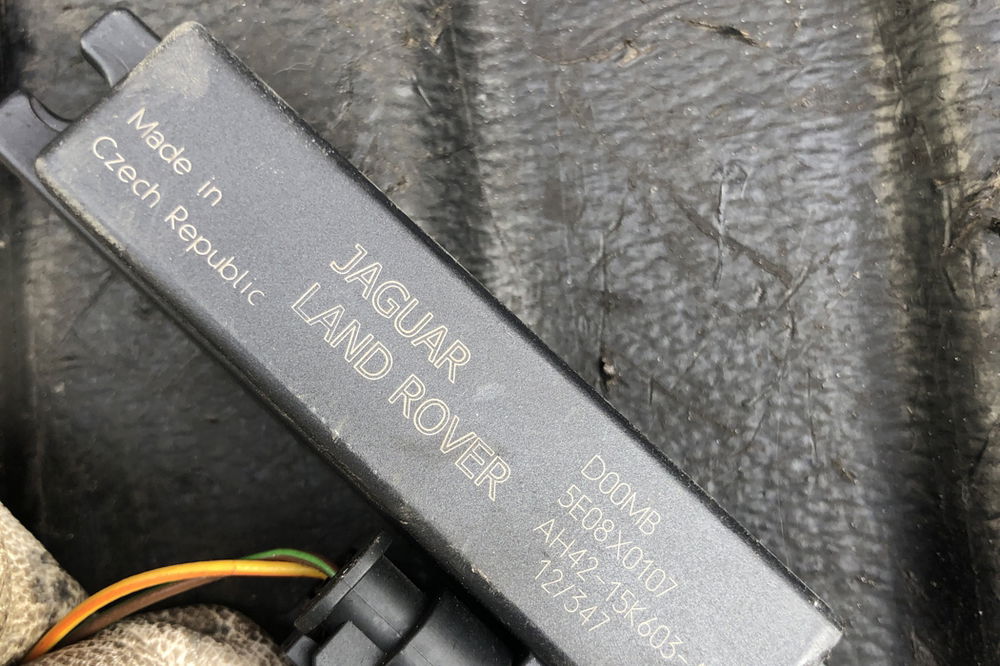 Made in
Czech Republic
JAGUAR
LAND ROVER
D00MB
5E08X0107
AH42-15K603-
12/347